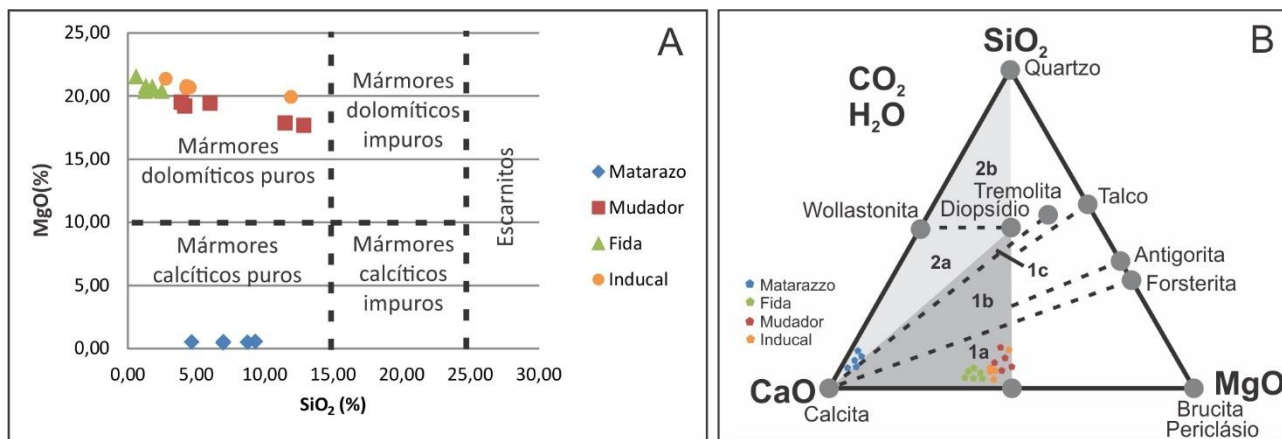 A
MgO(%)
25,00
20,00
15,00
10,00
5,00
0,00
0,00
5,00
10,00
15,00
20,00
25,00
30,00
SiO2 (%)
Mármores
dolomíticos
impuros
Mármores
dolomíticos puros
Mármores
calcíticos puros
Mármores
calcíticos
impuros
Escarnitos
Matarazo
Mudador
Fida
Inducal
B
SiO2
Quartzo
CO2
H2O
2b
Tremolita
Diopsídio
Talco
Wollastonita
2a
1c
Antigorita
Forsterita
1b
Matarazzo
Fida
Mudador
Inducal
1a
CaO
MgO
Calcita
Brucita
Periclásio